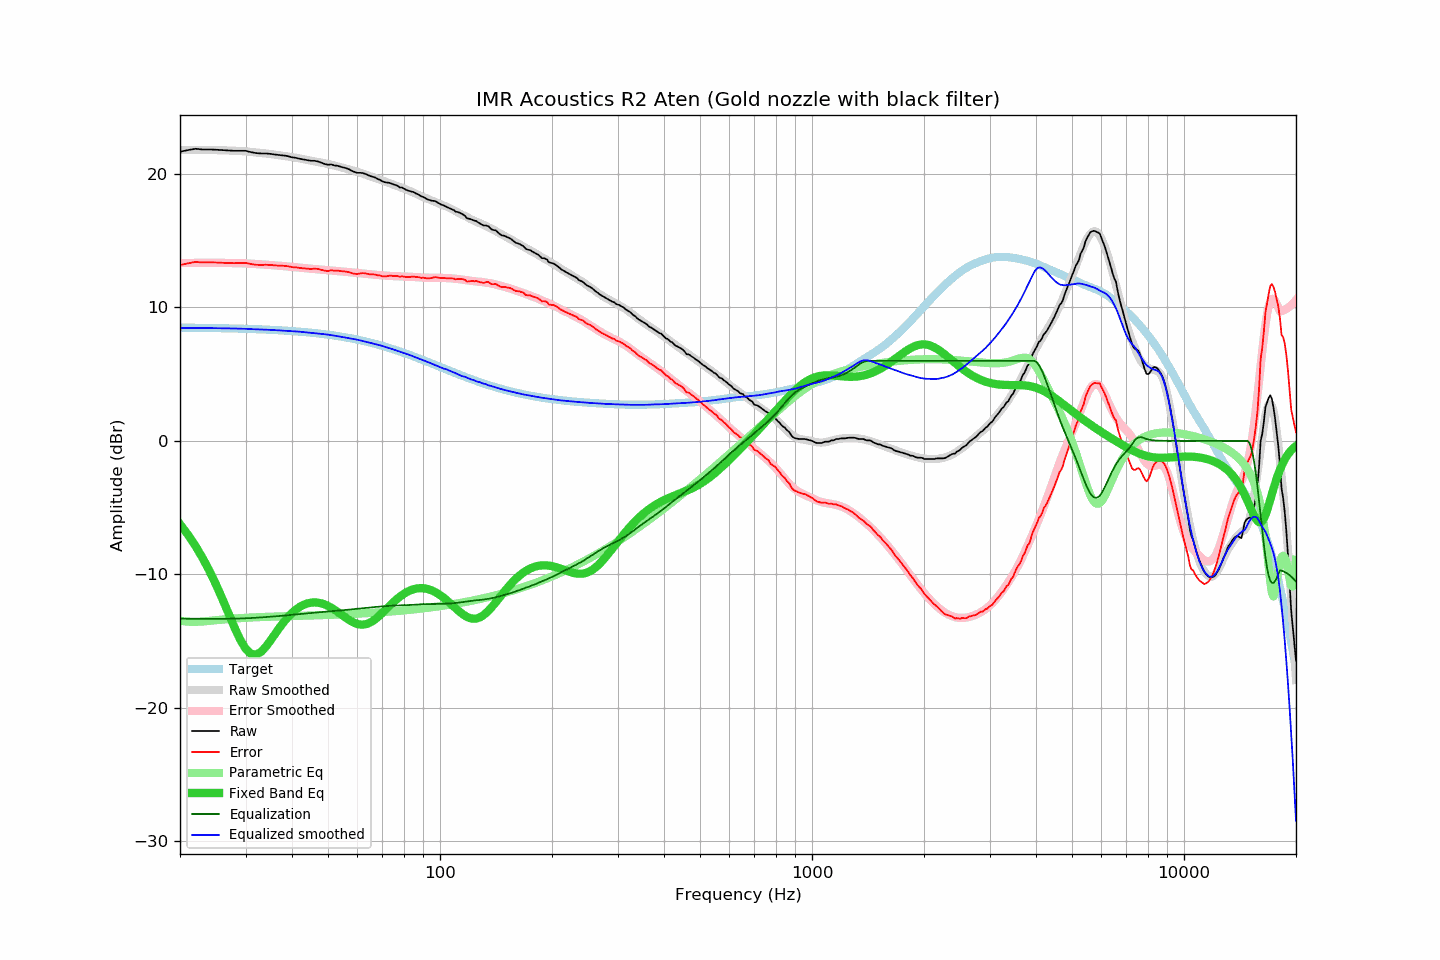 IMR Acoustics R2 Aten (Gold nozzle with black filter)
Amplitude (dBr)
20
10
0
−10
−20
−30
Target
Raw Smoothed
Error Smoothed
Raw
Error
Parametric Eq
Fixed Band Eq
Equalization
Equalized smoothed
100
1000
10000
Frequency (Hz)